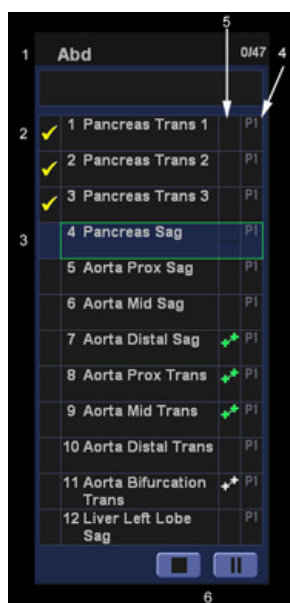 5
1 Abd 0/47 4
2 1 Pancreas Trans 1 P1
2 Pancreas Trans 2 P1
3 Pancreas Trans 3 P1
3 4 Pancreas Sag P1
5 Aorta Prox Sag P1
6 Aorta Mid Sag P1
7 Aorta Distal Sag P1
8 Aorta Prox Trans P1
9 Aorta Mid Trans P1
10 Aorta Distal Trans P1
11 Aorta Bifurcation P1
Trans
12 Liver Left Lobe P1
Sag
6